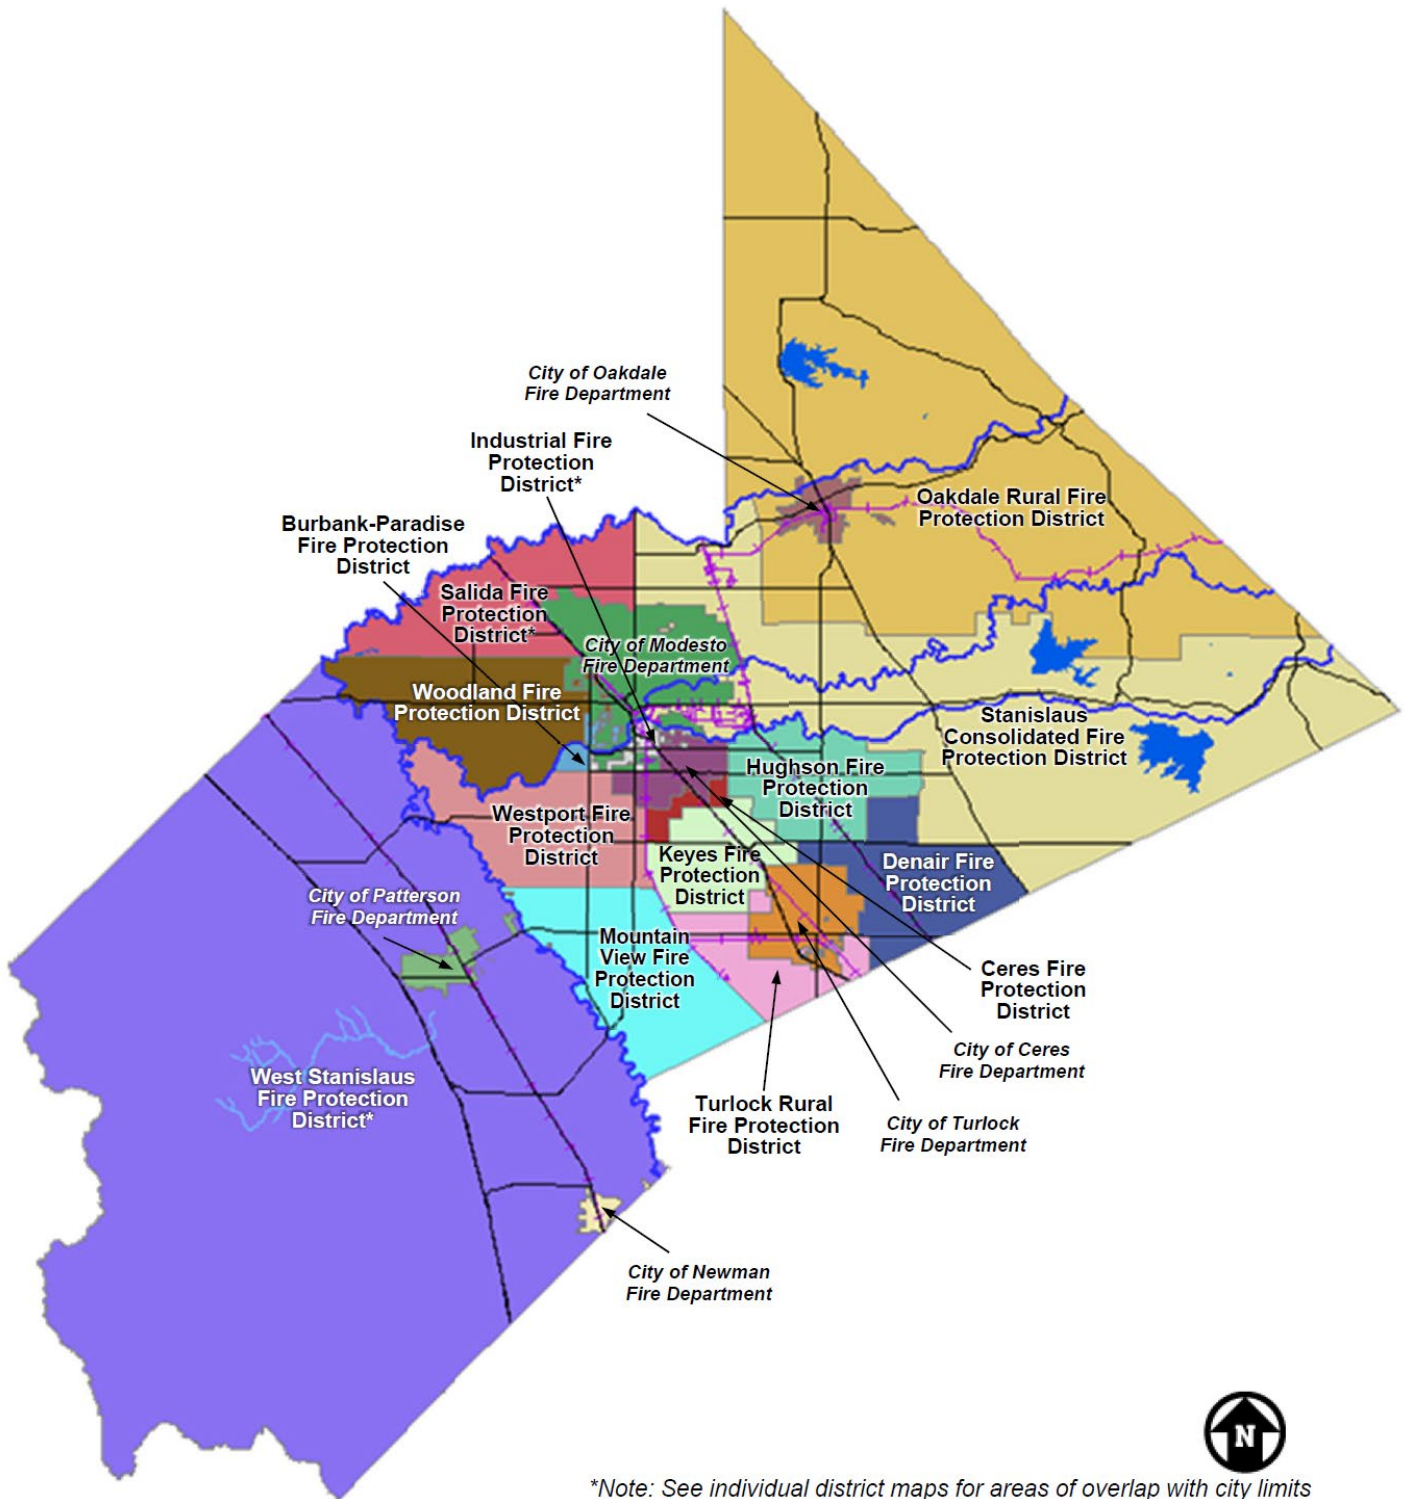 City of Oakdale
Fire Department
Industrial Fire
Protection
District*
Oakdale Rural Fire
Protection District
Burbank-Paradise
Fire Protection
District
Salida Fire
Protection
District*
City of Modesto
Fire Department
Woodland Fire
Protection District
Stanislaus
Consolidated Fire
Protection District
Hughson Fire
Protection
District
Westport Fire
Protection
District
Keyes Fire
Protection
District
Denair Fire
Protection
District
City of Patterson
Fire Department
Mountain
View Fire
Protection
District
Ceres Fire
Protection
District
City of Ceres
Fire Department
West Stanislaus
Fire Protection
District*
Turlock Rural
Fire Protection
District
City of Turlock
Fire Department
City of Newman
Fire Department
N
*Note: See individual district maps for areas of overlap with city limits